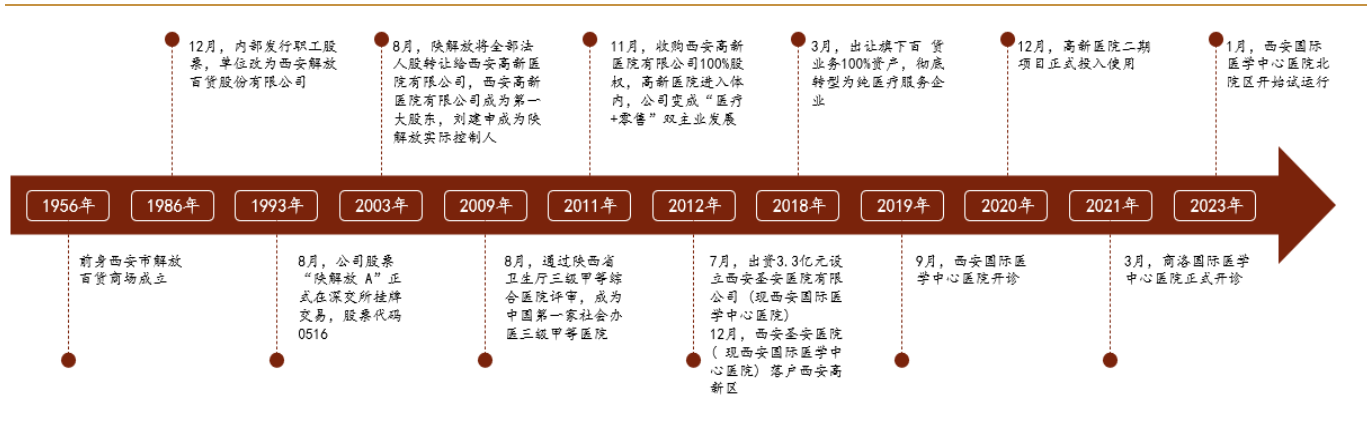 12月，内部发行职工股
票，单位改为西安解放
百货股份有限公司
8月，陕解放将全部法
人股转让给西安高新医
院有限公司，西安高新
医院有限公司成为第一
大股东，刘建申成为陕
解放实际控制人
11月，收购西安高新
医院有限公司100%股
权，高新医院进入体
内，公司变成“医疗
+零售”双主业发展
3月，出让旗下百 货
业务100%资产，彻底
转型为纯医疗服务企
业
12月，高新医院二期
项目正式投入使用
1月，西安国际
医学中心医院北
院区开始试运行
1956年
1986年
1993年
2003年
2009年
2011年
2012年
2018年
2019年
2020年
2021年
2023年
前身西安市解放
百货商场成立
8月，公司股票
“陕解放 A”正
式在深交所挂牌
交易，股票代码
0516
8月，通过陕西省
卫生厅三级甲等综
合医院评审，成为
中国第一家社会办
医三级甲等医院
7月，出资3.3亿元设
立西安圣安医院有限
公司（现西安国际医
学中心医院）
12月，西安圣安医院
（ 现西安国际医学中
心医院）落户西安高
新区
9月，西安国际医
学中心医院开诊
3月，商洛国际医学
中心医院正式开诊